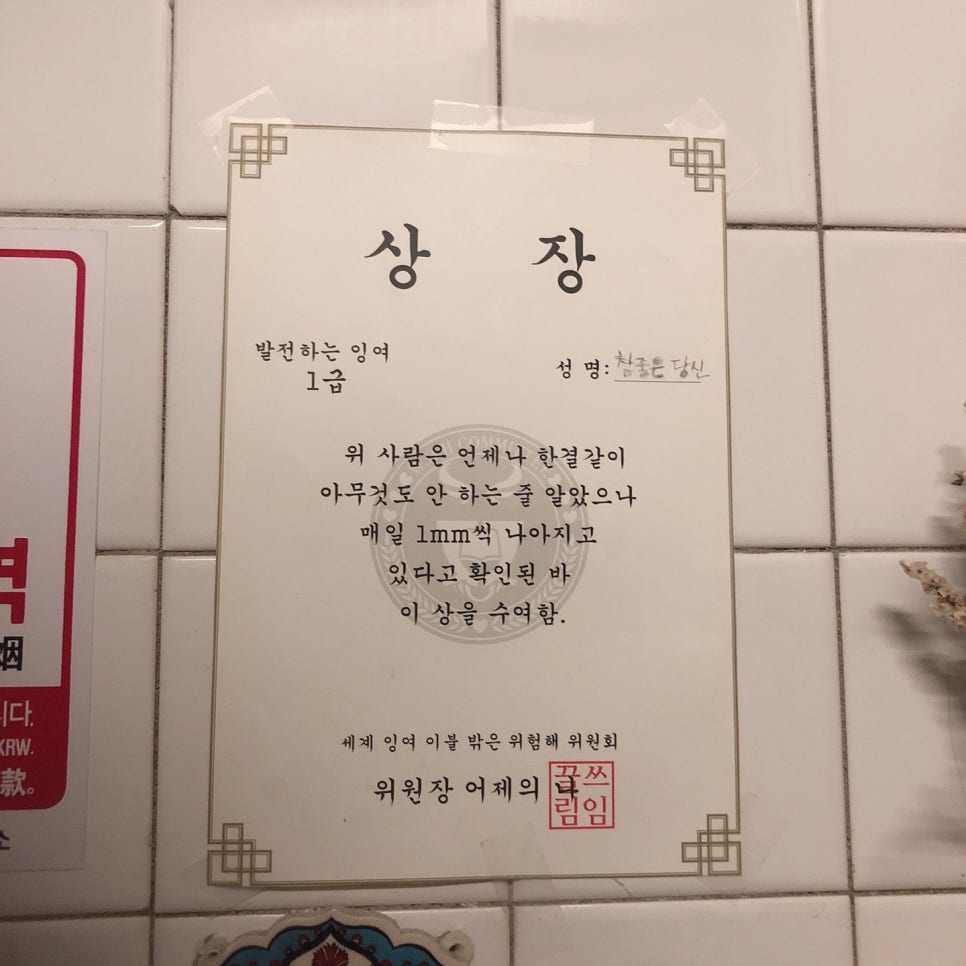 상 장
발전하는 잉여
1급
성 명: 참좋은 당신
위 사람은 언제나 한결같이
아무것도 안 하는 줄 알았으나
매일 1mm씩 나아지고
있다고 확인된 바
이 상을 수여함.
세계 잉여 이불 밖은 위험해 위원회
위원장 어제의 나
참쓰
림임
니다.
KRW.
款。
烟